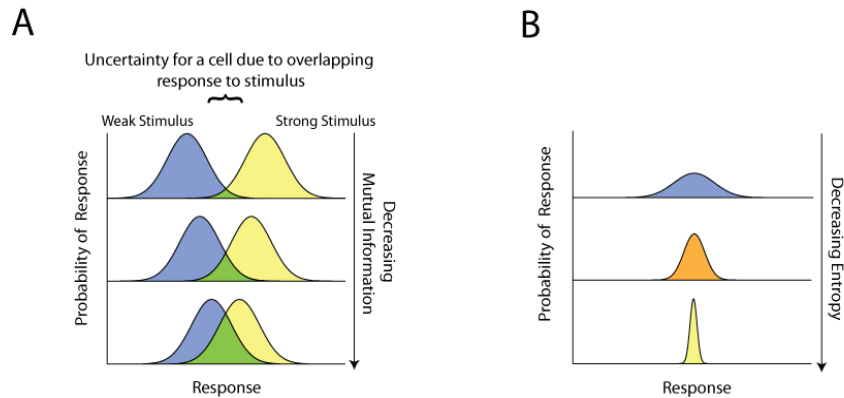 A
Uncertainty for a cell due to overlapping
response to stimulus
Weak Stimulus
Strong Stimulus
Probability of Response
Decreasing
Mutual Information
Response
B
Probability of Response
Decreasing Entropy
Response